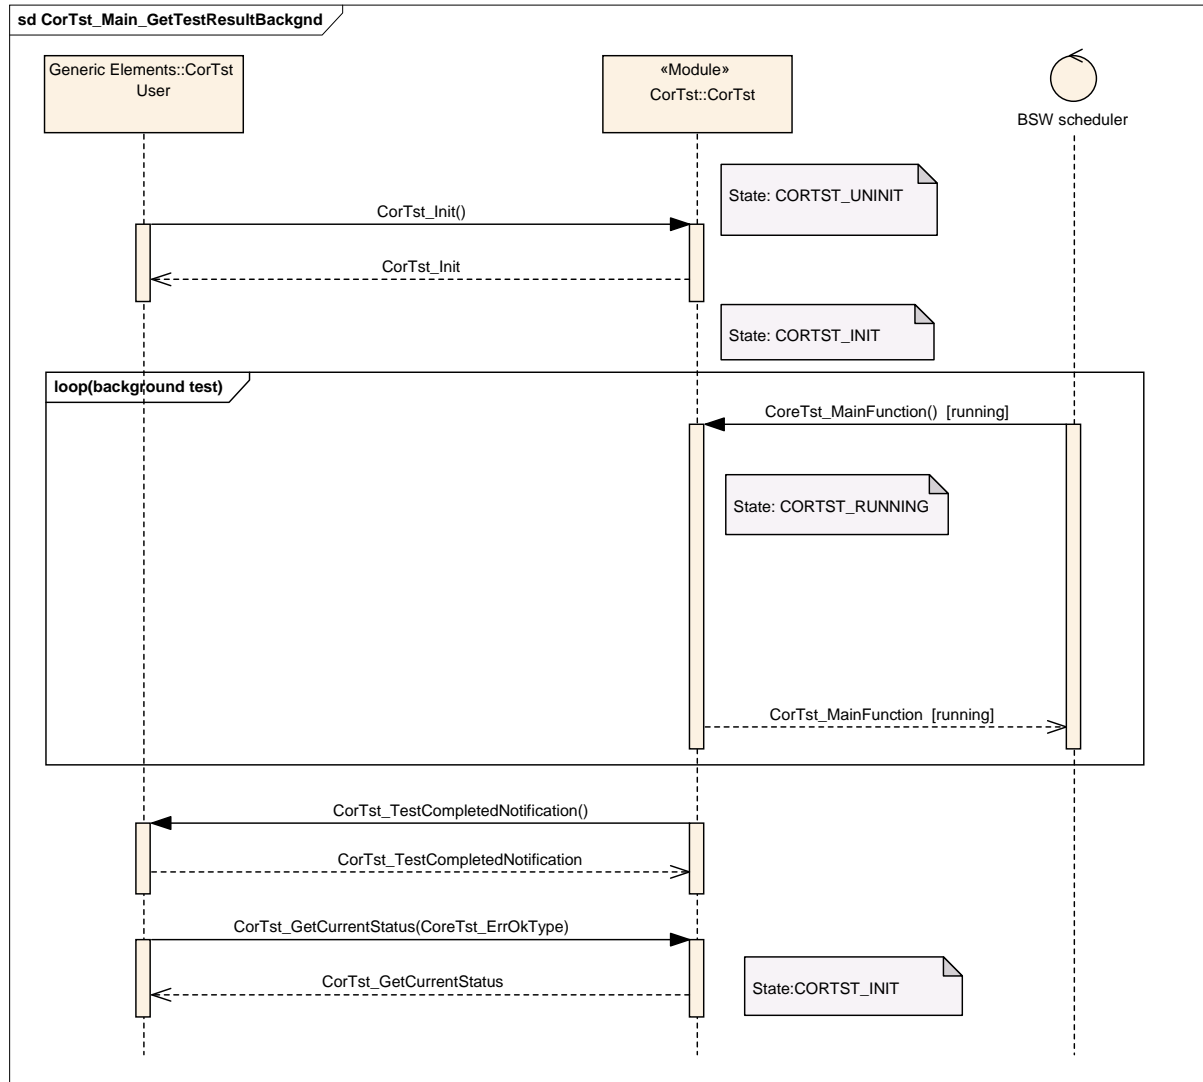 sd CorTst_Main_GetTestResultBackgnd
Generic Elements::CorTst
User
«Module»
CorTst::CorTst
BSW scheduler
State: CORTST_UNINIT
CorTst_Init()
CorTst_Init
State: CORTST_INIT
loop(background test)
CoreTst_MainFunction()  [running]
State: CORTST_RUNNING
CorTst_MainFunction  [running]
CorTst_TestCompletedNotification()
CorTst_TestCompletedNotification
CorTst_GetCurrentStatus(CoreTst_ErrOkType)
CorTst_GetCurrentStatus
State:CORTST_INIT